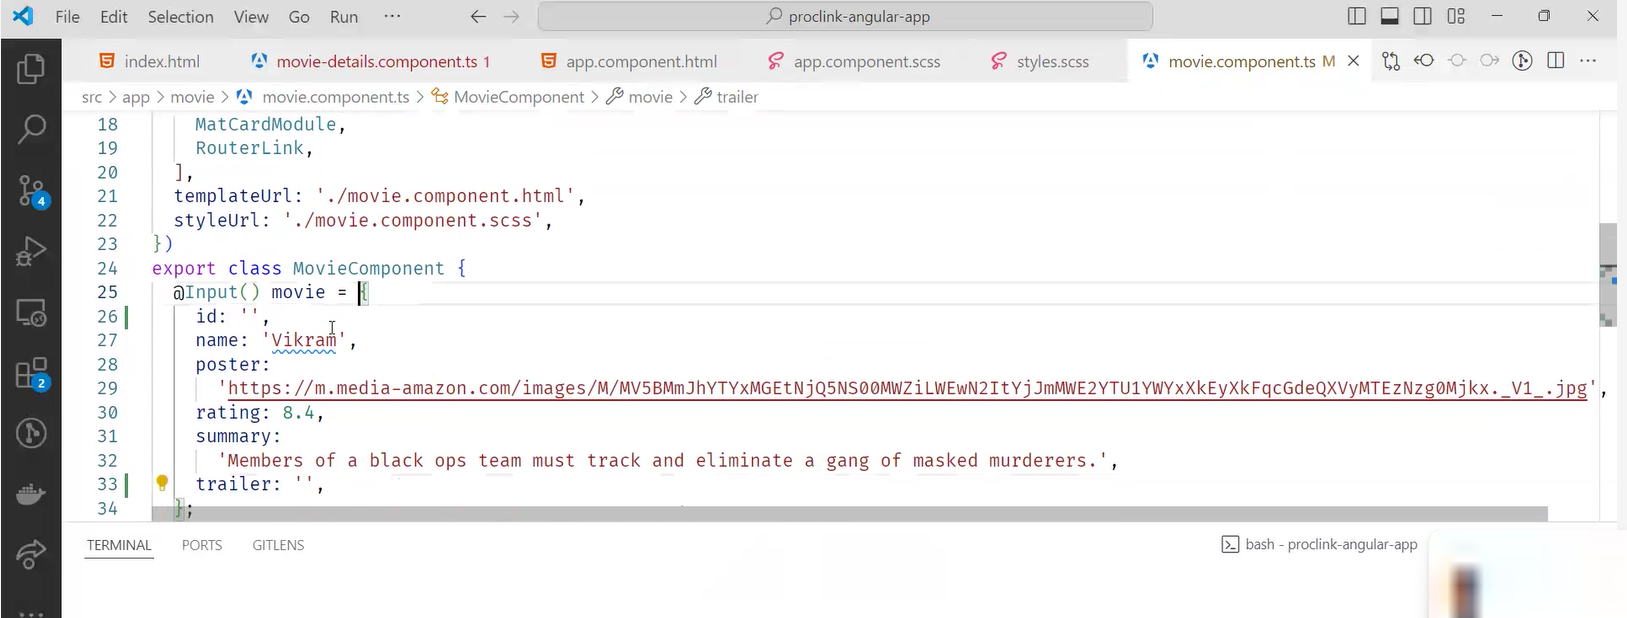 File Edit Selection View Go Run ··· proclink-angular-app
index.html movie-details.component.ts 1 app.component.html app.component.scss styles.scss movie.component.ts M
src > app > movie > movie.component.ts > MovieComponent > movie > trailer
18 MatCardModule,
19 RouterLink,
20 ],
21 templateUrl: './movie.component.html',
22 styleUrl: './movie.component.scss',
23 })
24 export class MovieComponent {
25 @Input() movie = {
26 id: '',
27 name: 'Vikram',
28 poster:
29 'https://m.media-amazon.com/images/M/MV5BMmJhYTYxMGEtNjQ5NS00MWZiLWEwN2ItYjJmMWE2YTU1YWYxXkEyXkFqcGdeQXVyMTEzNzg0Mjkx._V1_.jpg',
30 rating: 8.4,
31 summary:
32 'Members of a black ops team must track and eliminate a gang of masked murderers.',
33 trailer: '',
34 };
4
2
TERMINAL PORTS GITLENS bash - proclink-angular-app